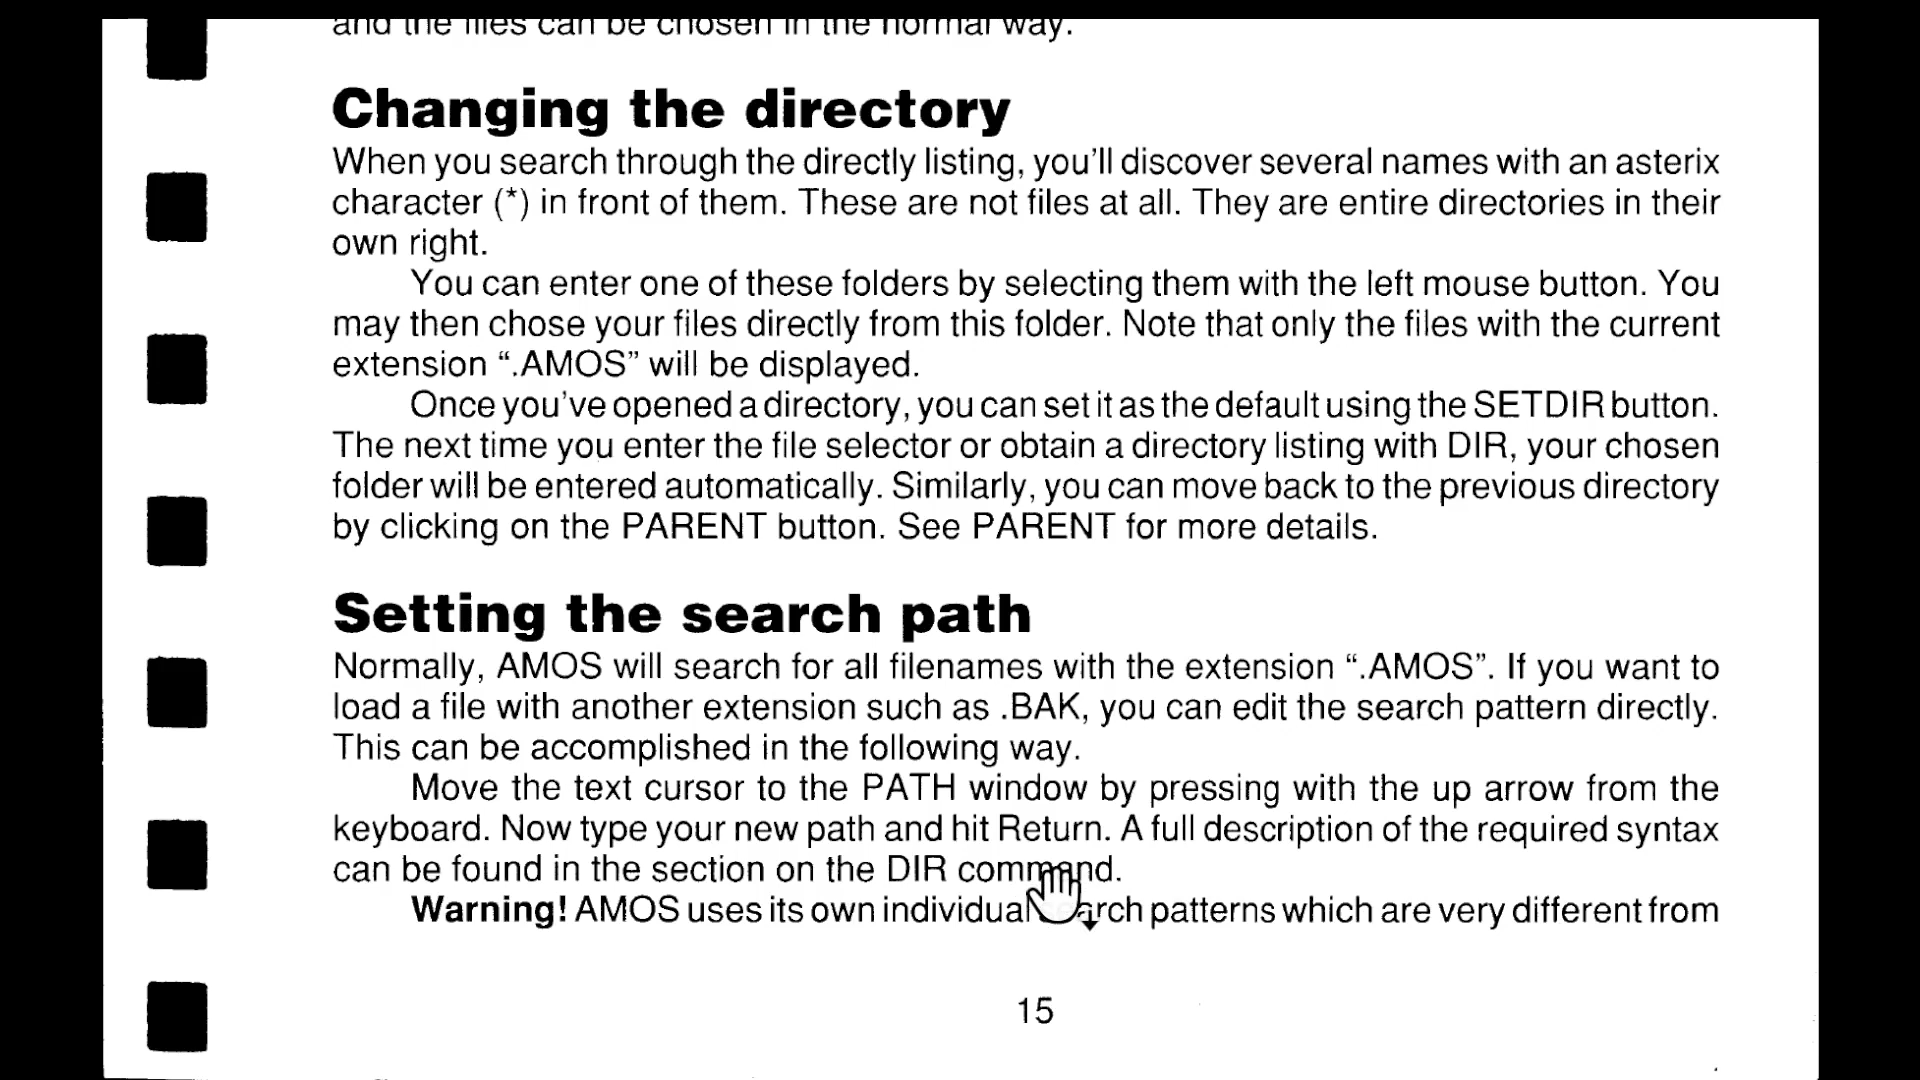 and the files can be chosen in the normal way.
Changing the directory
When you search through the directly listing, you'll discover several names with an asterix
character (*) in front of them. These are not files at all. They are entire directories in their
own right.
You can enter one of these folders by selecting them with the left mouse button. You
may then chose your files directly from this folder. Note that only the files with the current
extension “.AMOS” will be displayed.
Once you've opened a directory, you can set it as the default using the SETDIR button.
The next time you enter the file selector or obtain a directory listing with DIR, your chosen
folder will be entered automatically. Similarly, you can move back to the previous directory
by clicking on the PARENT button. See PARENT for more details.
Setting the search path
Normally, AMOS will search for all filenames with the extension “.AMOS”. If you want to
load a file with another extension such as .BAK, you can edit the search pattern directly.
This can be accomplished in the following way.
Move the text cursor to the PATH window by pressing with the up arrow from the
keyboard. Now type your new path and hit Return. A full description of the required syntax
can be found in the section on the DIR command.
Warning! AMOS uses its own individual search patterns which are very different from
15